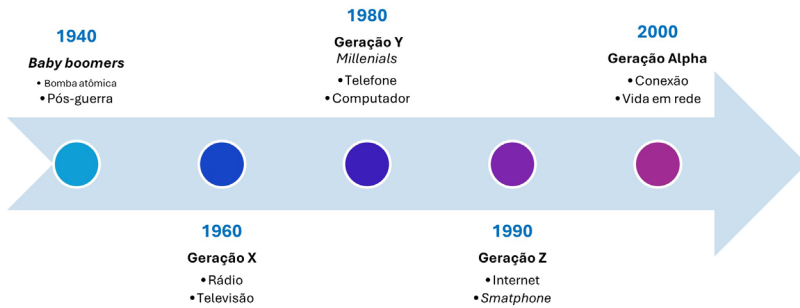 1940
Baby boomers
• Bomba atômica
• Pós-guerra
1960
Geração X
• Rádio
• Televisão
1980
Geração Y
Millenials
• Telefone
• Computador
1990
Geração Z
• Internet
• Smatphone
2000
Geração Alpha
• Conexão
• Vida em rede